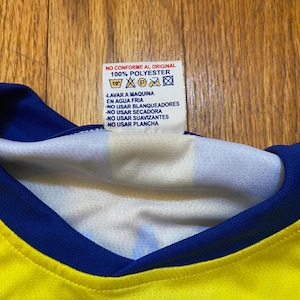 NO CONFORME AL ORIGINAL
100% POLYESTER
-LAVAR A MAQUINA
EN AGUA FRIA
-NO USAR BLANQUEADORES
-NO USAR SECADORA
-NO USAR SUAVIZANTES
-NO USAR PLANCHA